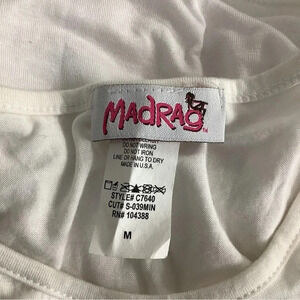 MADRAG
DO NOT WRING
DO NOT IRON
LINE OR HANG TO DRY
MADE IN U.S.A.
STYLE# C7640
CUT# S-039MIN
RN# 104388
M